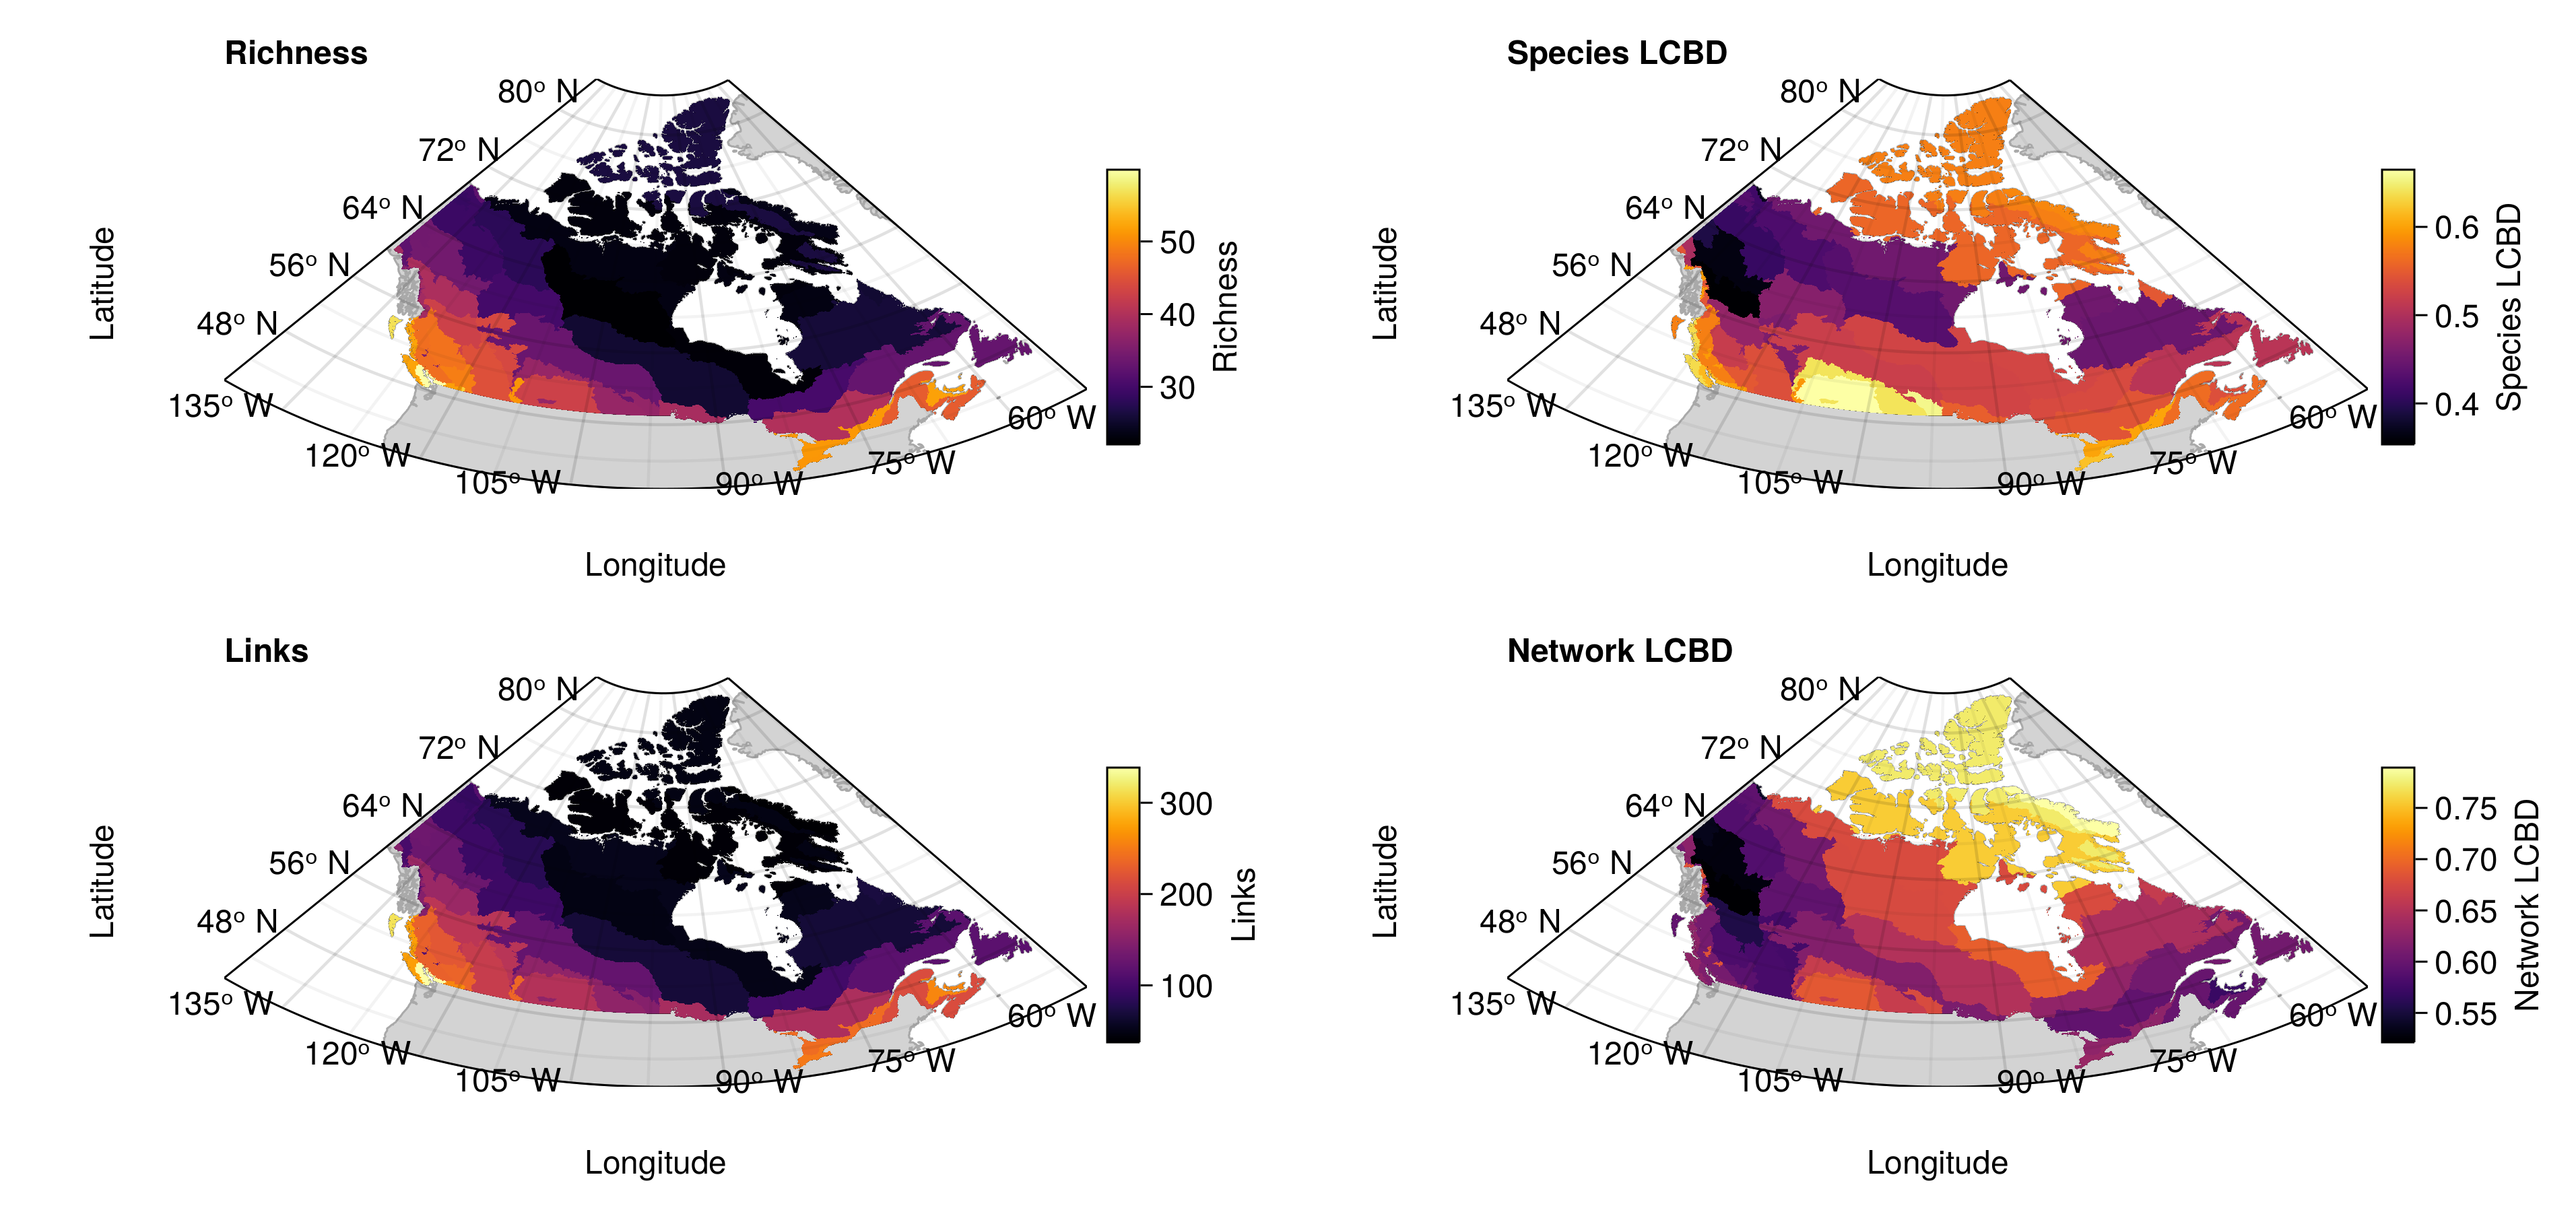 Richness
80° N
72° N
64° N
56° N
48° N
135° W
120° W
105° W
90° W
75° W
60° W
Latitude
Longitude
50
40
30
Richness
Species LCBD
80° N
72° N
64° N
56° N
48° N
135° W
120° W
105° W
90° W
75° W
60° W
Latitude
Longitude
0.6
0.5
0.4
Species LCBD
Links
80° N
72° N
64° N
56° N
48° N
135° W
120° W
105° W
90° W
75° W
60° W
Latitude
Longitude
300
200
100
Links
Network LCBD
80° N
72° N
64° N
56° N
48° N
135° W
120° W
105° W
90° W
75° W
60° W
Latitude
Longitude
0.75
0.70
0.65
0.60
0.55
Network LCBD